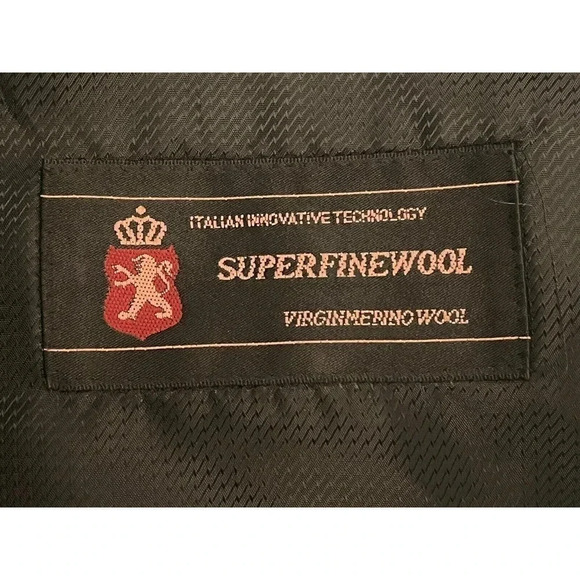 ITALIAN INNOVATIVE TECHNOLOGY
SUPERFINEWOOL
VIRGINMERINO WOOL